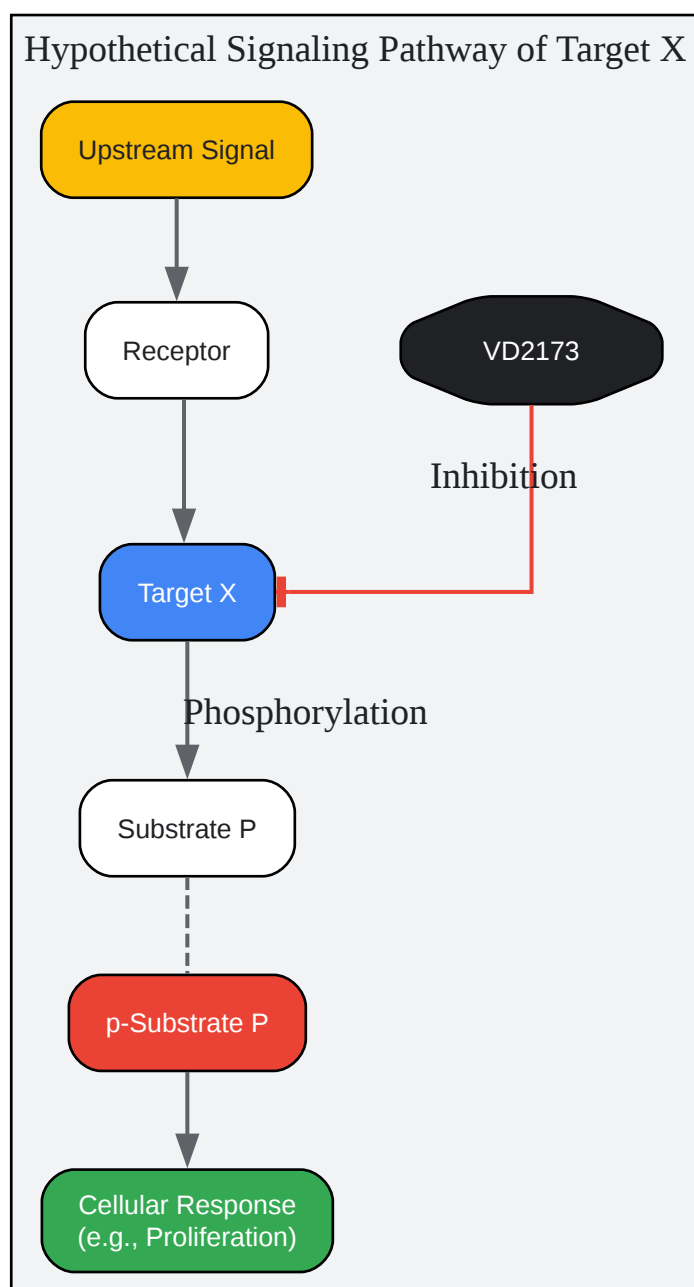 Hypothetical Signaling Pathway of Target X
Upstream Signal
Receptor
VD2173
Inhibition
Target X
Phosphorylation
Substrate P
p-Substrate P
Cellular Response
(e.g., Proliferation)